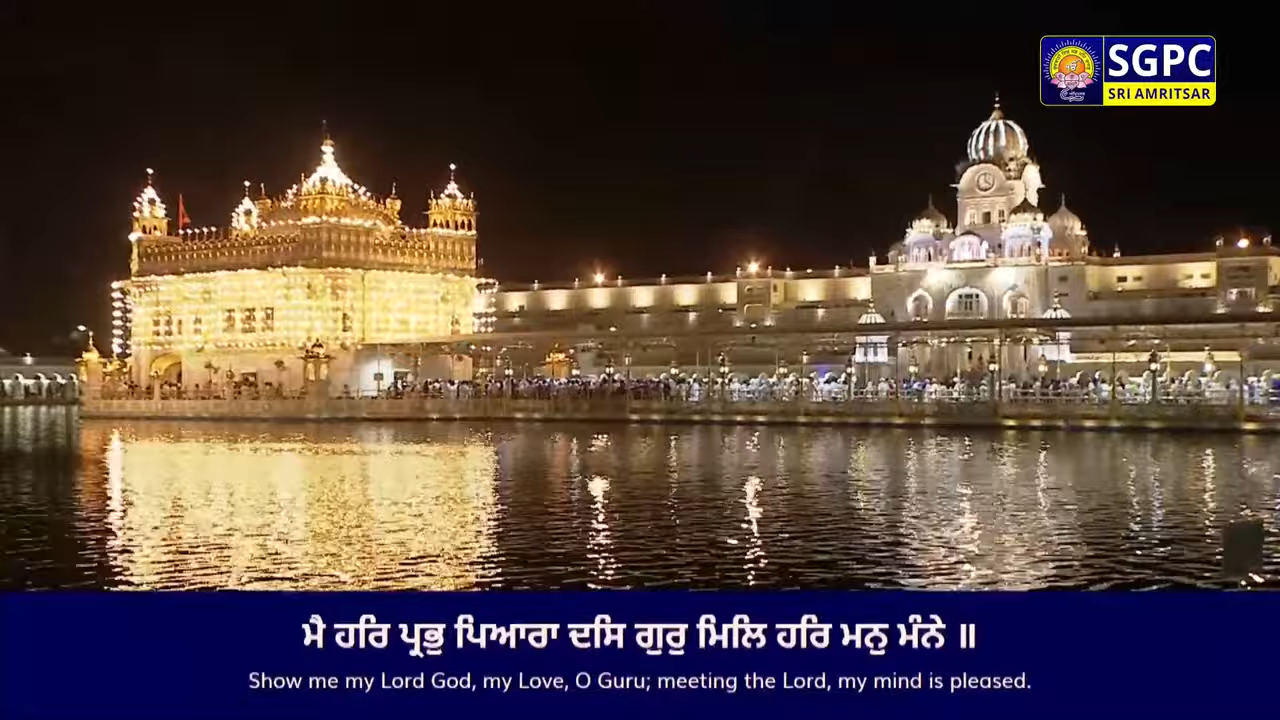 SGPC
SRI AMRITSAR
ਮੈ ਹਰਿ ਪ੍ਰਭੁ ਪਿਆਰਾ ਦਸਿ ਗੁਰੁ ਮਿਲਿ ਹਰਿ ਮਨੁ ਮੰਨੇ ॥
Show me my Lord God, my Love, O Guru; meeting the Lord, my mind is pleased.